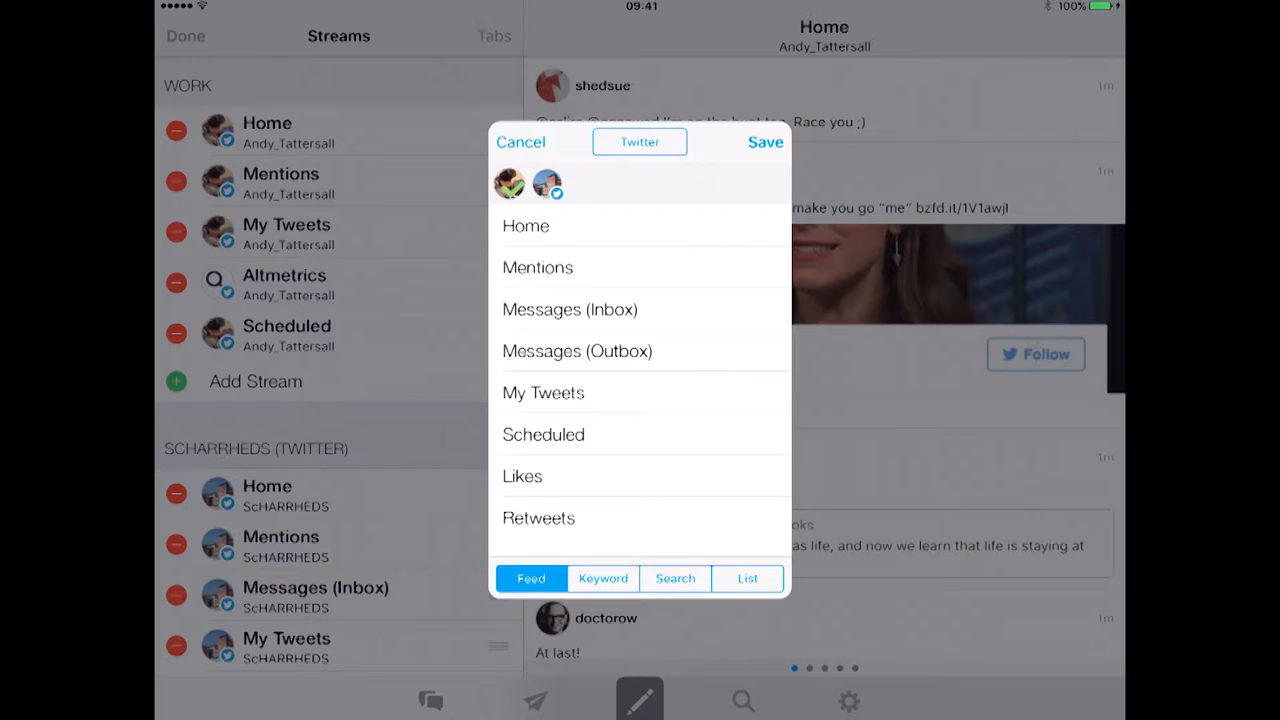 09:41
100%
Done
Streams
Tabs
Home
Andy_Tattersall
WORK
Home
Andy_Tattersall
Mentions
Andy_Tattersall
My Tweets
Andy_Tattersall
Altmetrics
Andy_Tattersall
Scheduled
Andy_Tattersall
Add Stream
SCHARRHEDS (TWITTER)
Home
ScHARRHEDS
Mentions
ScHARRHEDS
Messages (Inbox)
ScHARRHEDS
My Tweets
ScHARRHEDS
Cancel
Twitter
Save
Home
Mentions
Messages (Inbox)
Messages (Outbox)
My Tweets
Scheduled
Likes
Retweets
Feed
Keyword
Search
List
shedsue
1m
Race you ;)
1m
make you go “me” bzfd.it/1V1awjI
Follow
1m
oks
as life, and now we learn that life is staying at
doctorow
1m
At last!